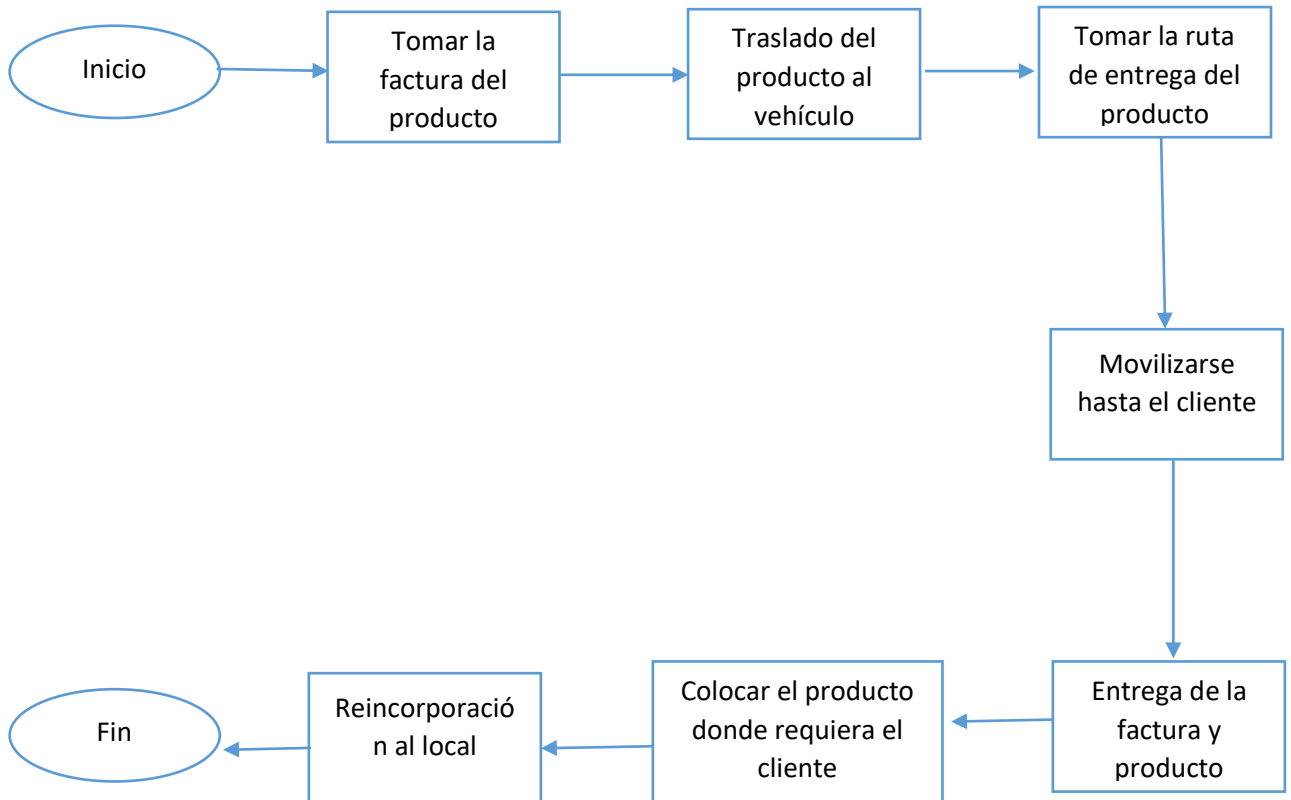 Inicio
Tomar la
factura del
producto
Traslado del
producto al
vehículo
Tomar la ruta
de entrega del
producto
Movilizarse
hasta el cliente
Entrega de la
factura y
producto
Colocar el producto
donde requiera el
cliente
Reincorporació
n al local
Fin